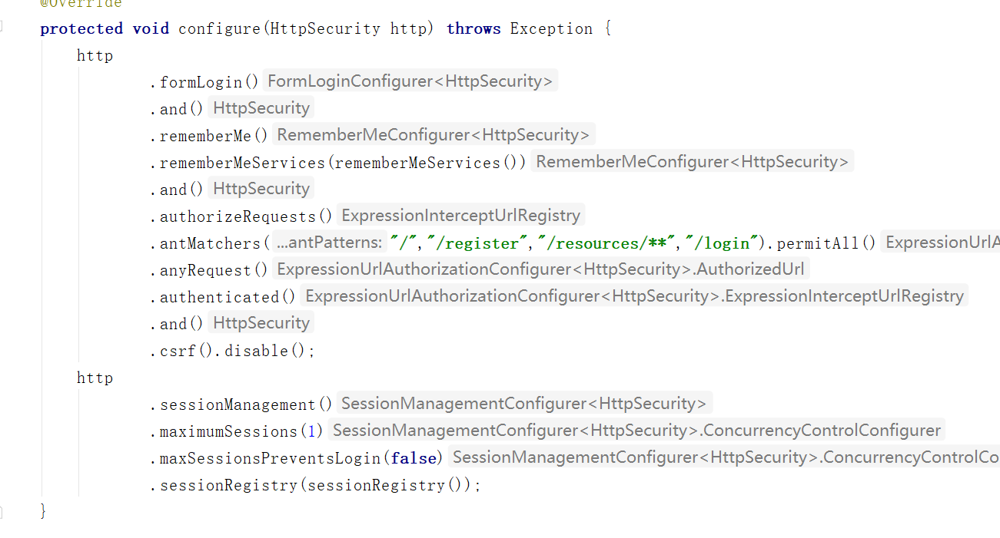 @Override
protected void configure(HttpSecurity http) throws Exception {
http
.formLogin() FormLoginConfigurer<HttpSecurity>
.and() HttpSecurity
.rememberMe() RememberMeConfigurer<HttpSecurity>
.rememberMeServices(rememberMeServices()) RememberMeConfigurer<HttpSecurity>
.and() HttpSecurity
.authorizeRequests() ExpressionInterceptUrlRegistry
.antMatchers( ...antPatterns: "/","/register","/resources/**","/login").permitAll() ExpressionUrlA
.anyRequest() ExpressionUrlAuthorizationConfigurer<HttpSecurity>.AuthorizedUrl
.authenticated() ExpressionUrlAuthorizationConfigurer<HttpSecurity>.ExpressionInterceptUrlRegistry
.and() HttpSecurity
.csrf().disable();
http
.sessionManagement() SessionManagementConfigurer<HttpSecurity>
.maximumSessions(1) SessionManagementConfigurer<HttpSecurity>.ConcurrencyControlConfigurer
.maxSessionsPreventsLogin(false) SessionManagementConfigurer<HttpSecurity>.ConcurrencyControlCo
.sessionRegistry(sessionRegistry());
}